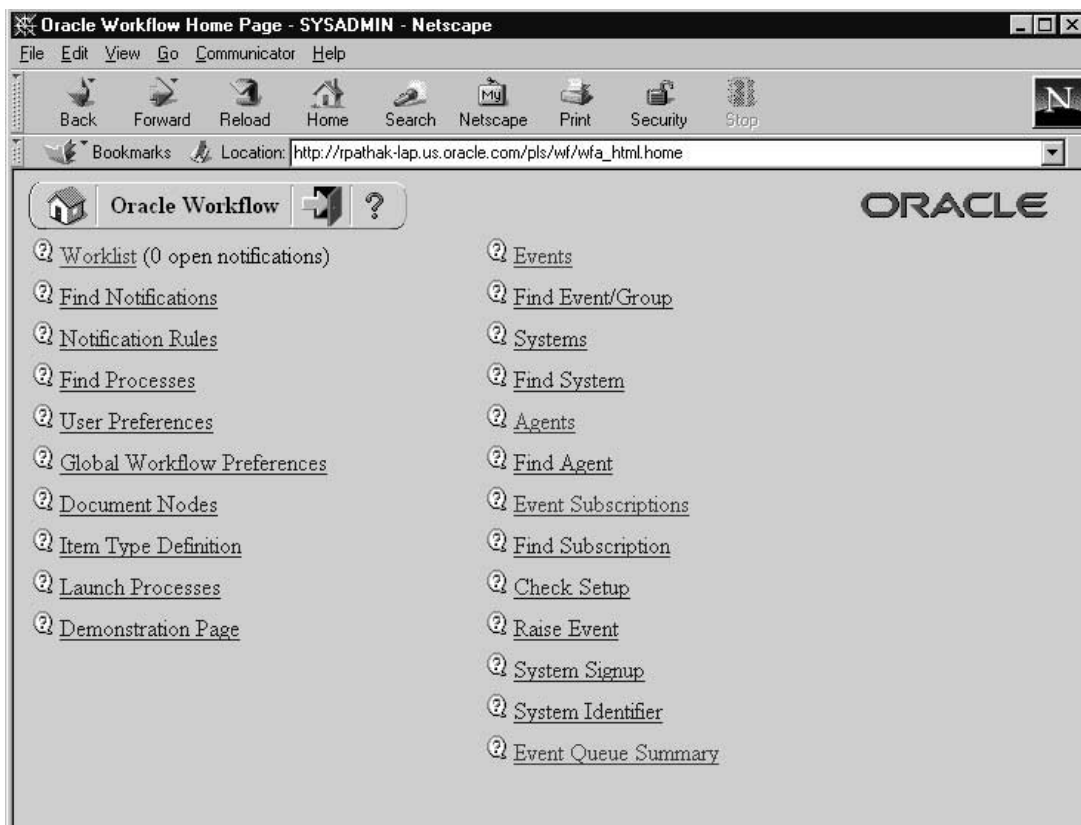 Oracle Workflow Home Page - SYSADMIN - Netscape
File Edit View Go Communicator Help
My
N
Back Forward Reload Home Search Netscape Print Security Stop
Bookmarks Location: http://rpathak-lap.us.oracle.com/pls/wf/wfa_html.home
Oracle Workflow ?
ORACLE
Worklist (0 open notifications)
Find Notifications
Notification Rules
Find Processes
User Preferences
Global Workflow Preferences
Document Nodes
Item Type Definition
Launch Processes
Demonstration Page
Events
Find Event/Group
Systems
Find System
Agents
Find Agent
Event Subscriptions
Find Subscription
Check Setup
Raise Event
System Signup
System Identifier
Event Queue Summary